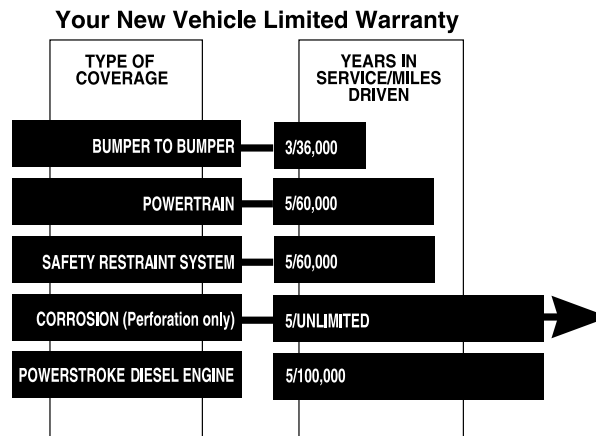 Your New Vehicle Limited Warranty
TYPE OF
COVERAGE
YEARS IN
SERVICE/MILES
DRIVEN
BUMPER TO BUMPER
3/36,000
POWERTRAIN
5/60,000
SAFETY RESTRAINT SYSTEM
5/60,000
CORROSION (Perforation only)
5/UNLIMITED
POWERSTROKE DIESEL ENGINE
5/100,000